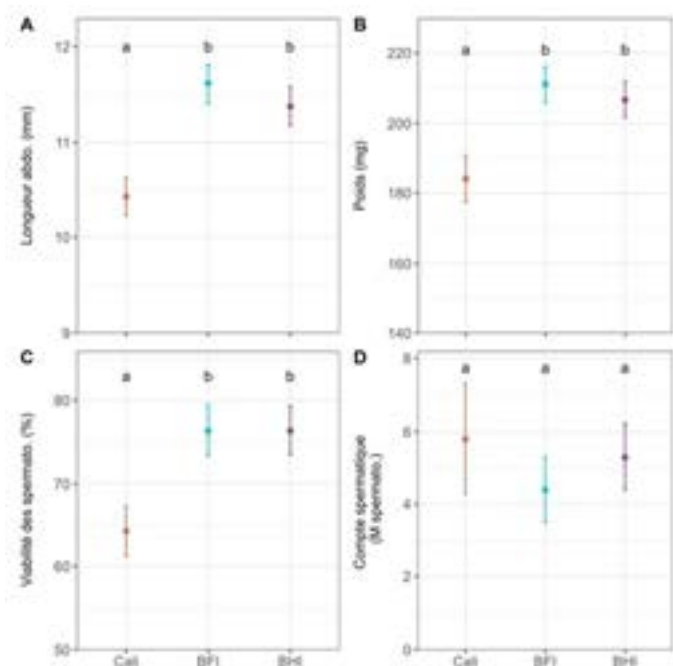 A
a b b
Longueur abdo. (mm)
12
11
10
9
B
a b b
Poids (mg)
220
200
180
160
140
C
a b b
Viabilité des spermato. (%)
80
70
60
50
Cali BFI BHI
D
a a a
Compte spermatique
(M spermato.)
8
6
4
2
0
Cali BFI BHI